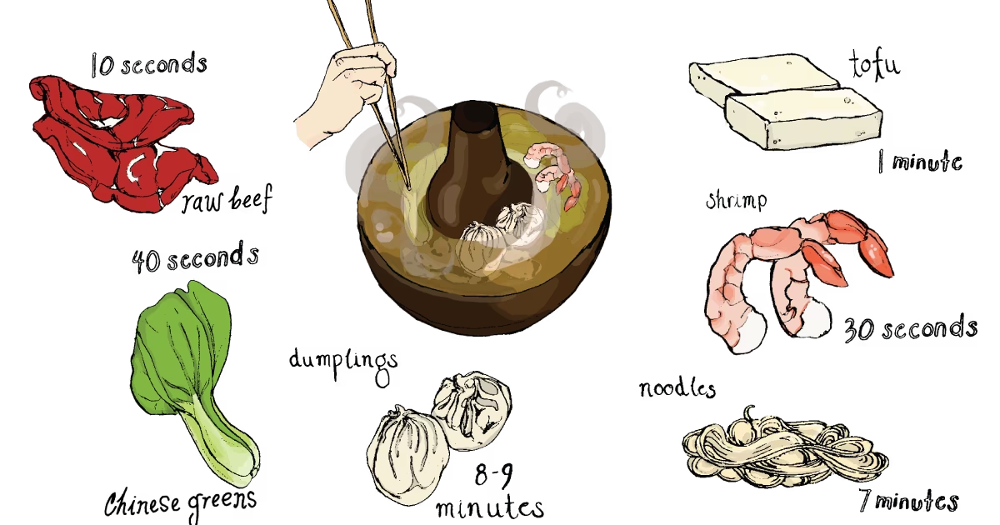 10 seconds
raw beef
40 seconds
Chinese greens
dumplings
8-9
minutes
tofu
1 minute
shrimp
30 seconds
noodles
7 minutes